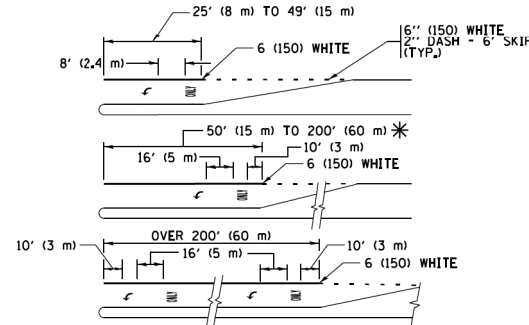 25' (8 m) TO 49' (15 m)
6" (150) WHITE
2" DASH - 6' SKIP
(TYP.)
6 (150) WHITE
8' (2.4 m)
ONLY
50' (15 m) TO 200' (60 m) *
16' (5 m)
10' (3 m)
6 (150) WHITE
ONLY
OVER 200' (60 m)
10' (3 m)
16' (5 m)
10' (3 m)
6 (150) WHITE
ONLY
ONLY